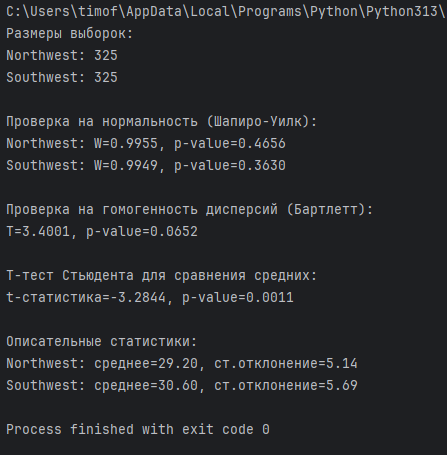 C:\Users\timof\AppData\Local\Programs\Python\Python313\
Размеры выборок:
Northwest: 325
Southwest: 325
Проверка на нормальность (Шапиро-Уилк):
Northwest: W=0.9955, p-value=0.4656
Southwest: W=0.9949, p-value=0.3630
Проверка на гомогенность дисперсий (Бартлетт):
T=3.4001, p-value=0.0652
T-тест Стьюдента для сравнения средних:
t-статистика=-3.2844, p-value=0.0011
Описательные статистики:
Northwest: среднее=29.20, ст.отклонение=5.14
Southwest: среднее=30.60, ст.отклонение=5.69
Process finished with exit code 0